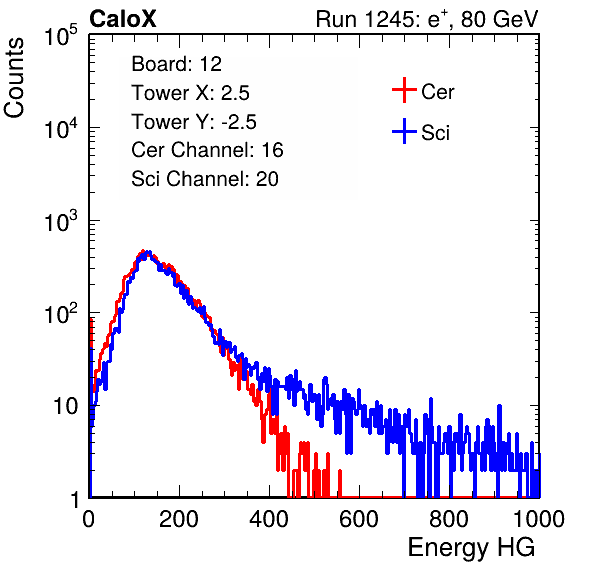 CaloX Run 1245: e⁺, 80 GeV
Counts
10⁵
10⁴
10³
10²
10
1
Board: 12
Tower X: 2.5
Tower Y: -2.5
Cer Channel: 16
Sci Channel: 20
Cer
Sci
0 200 400 600 800 1000
Energy HG